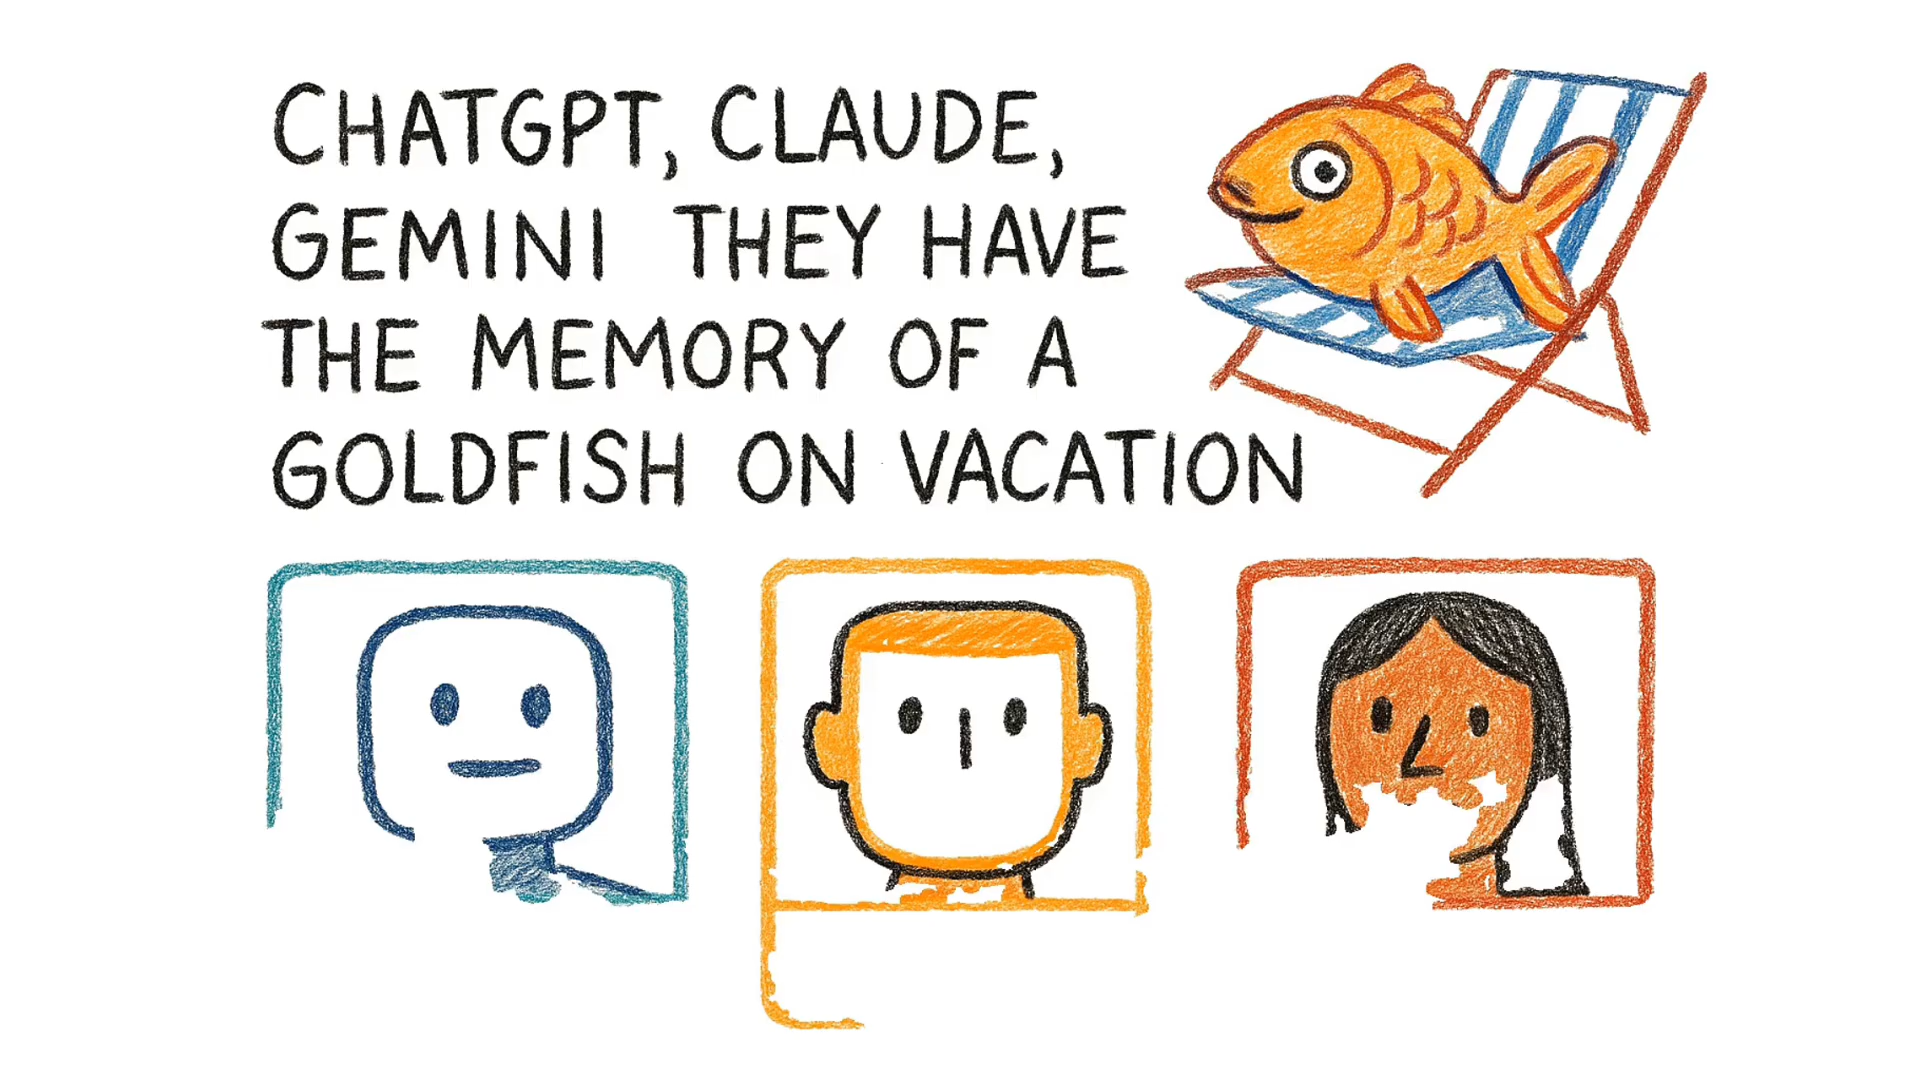 CHATGPT, CLAUDE,
GEMINI THEY HAVE
THE MEMORY OF A
GOLDFISH ON VACATION